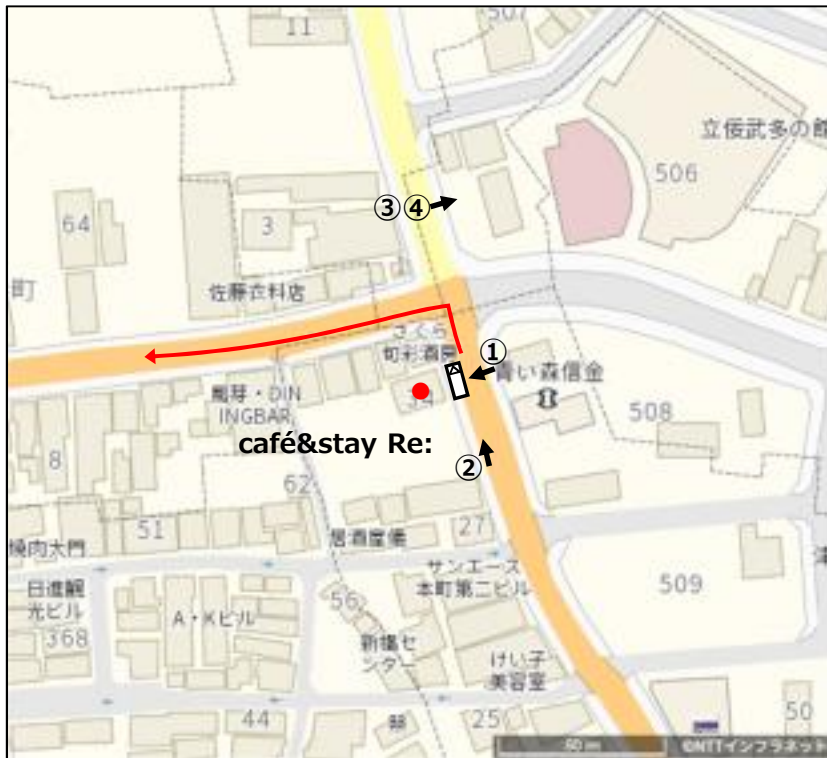 11
507
立佞武多の館
506
③④
64
3
町
佐藤衣料店
さくら
旬彩酒房
①
青い森信金
34
・DIN
INGBAR
508
café&stay Re:
②
8
62
51
27
焼肉大門
居酒屋
サンエース
本町第二ビル
509
日進観
光ビル
368
A・Kビル
56
新橋セ
ンター
けい子
美容室
44
25
50
50 m
©NTTインフラネット